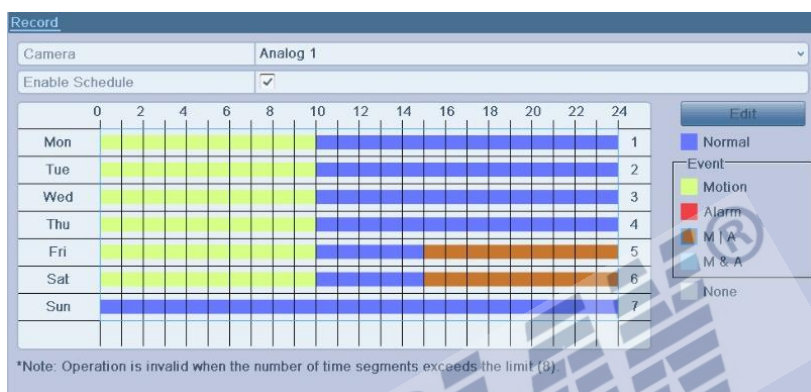 Record
Camera Analog 1
Enable Schedule
0 2 4 6 8 10 12 14 16 18 20 22 24
Edit
Mon 1
Normal
Tue 2
Event
Wed 3
Motion
Thu 4
Alarm
Fri 5
M | A
Sat 6
M & A
Sun 7
None
*Note: Operation is invalid when the number of time segments exceeds the limit (8).
®